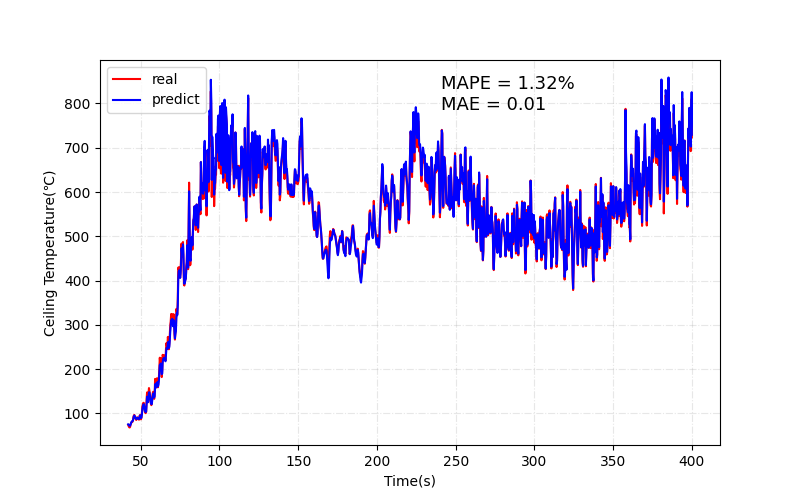 real
predict
MAPE = 1.32%
MAE = 0.01
Ceiling Temperature(℃)
800
700
600
500
400
300
200
100
50
100
150
200
250
300
350
400
Time(s)